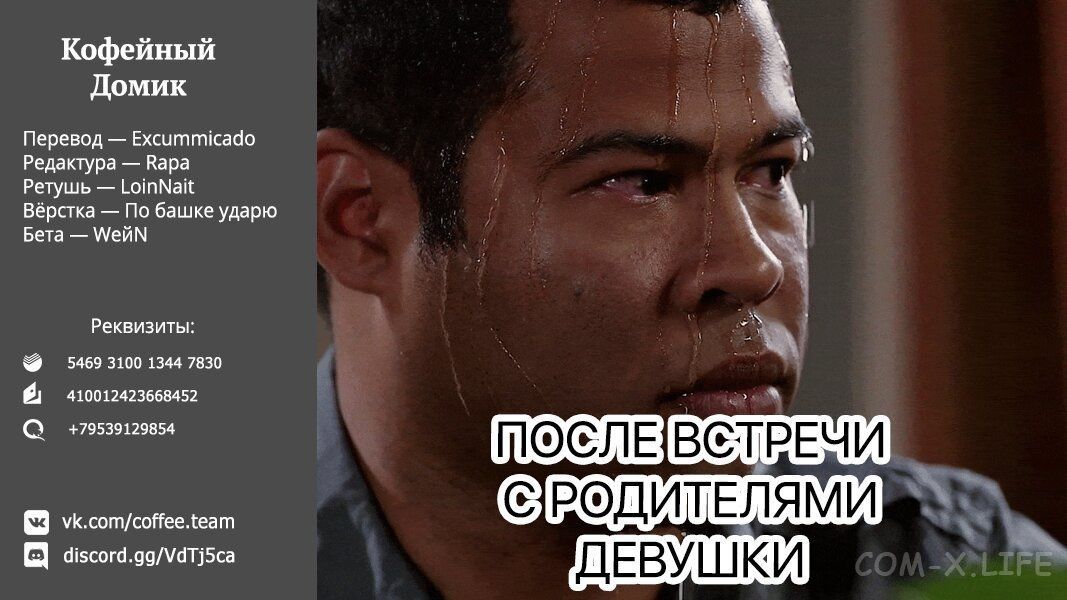 Кофейный
Домик
Перевод — Excummicado
Редактура — Rapa
Ретушь — LoinNait
Вёрстка — По башке ударю
Бета — WeйN
Реквизиты:
5469 3100 1344 7830
410012423668452
+79539129854
vk.com/coffee.team
discord.gg/VdTj5ca
ПОСЛЕ ВСТРЕЧИ
С РОДИТЕЛЯМИ
ДЕВУШКИ
COM-X.LIFE